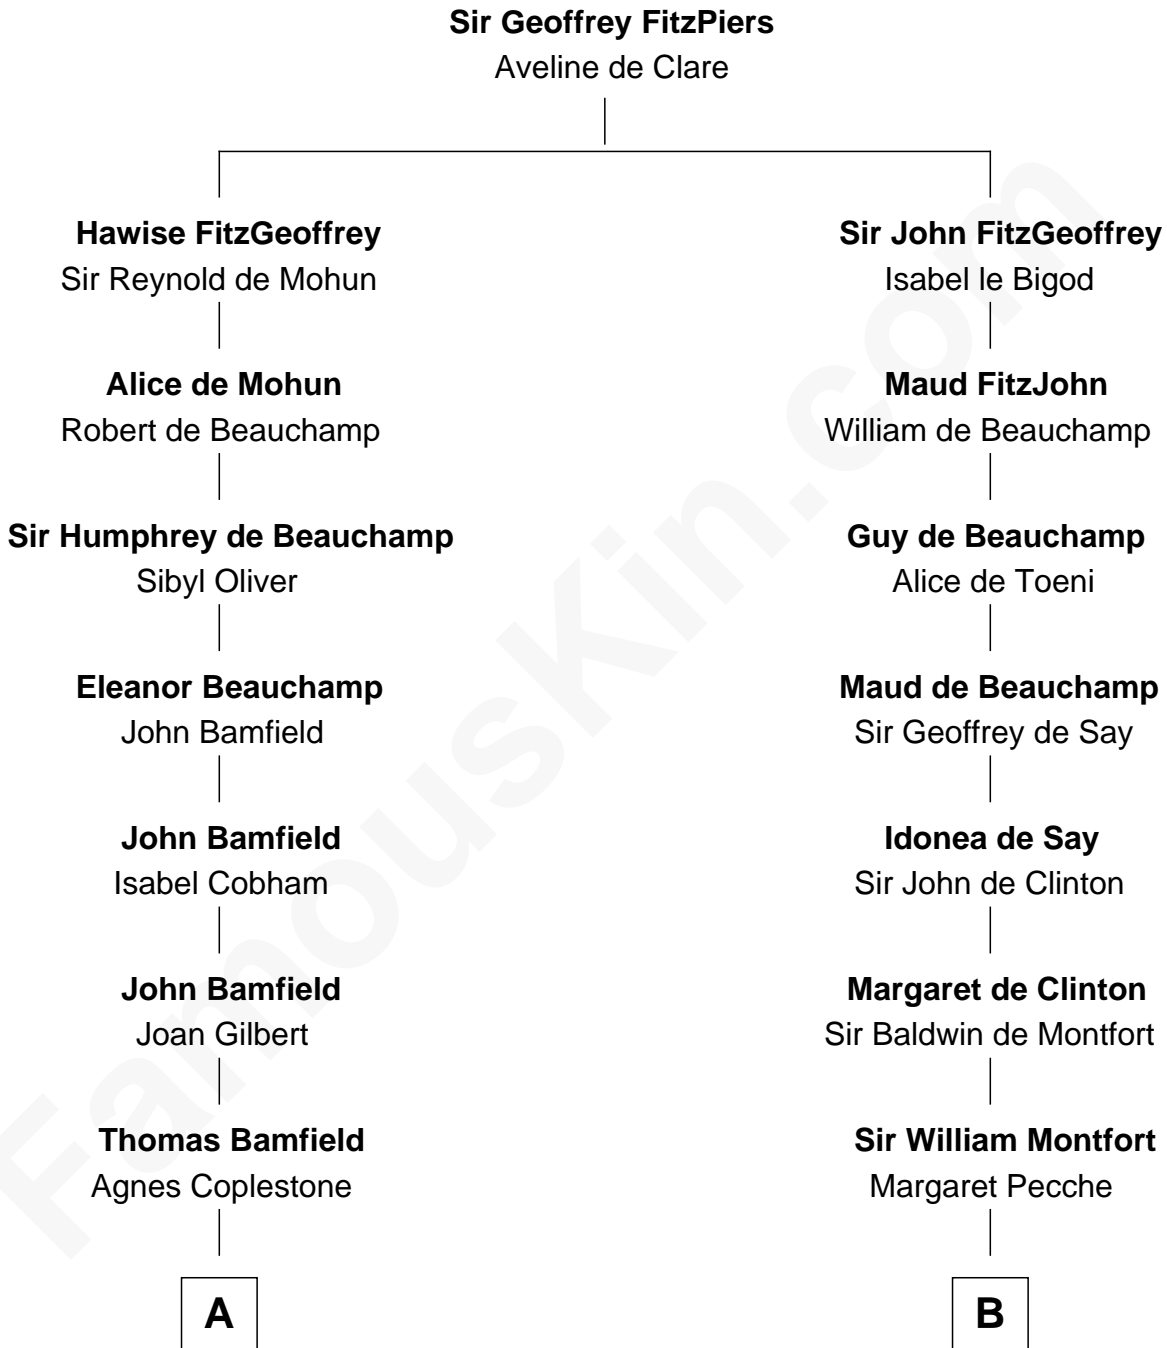 Sir Geoffrey FitzPiers
Aveline de Clare
Hawise FitzGeoffrey
Sir Reynold de Mohun
Alice de Mohun
Robert de Beauchamp
Sir Humphrey de Beauchamp
Sibyl Oliver
Eleanor Beauchamp
John Bamfield
John Bamfield
Isabel Cobham
John Bamfield
Joan Gilbert
Thomas Bamfield
Agnes Coplestone
A
Sir John FitzGeoffrey
Isabel le Bigod
Maud FitzJohn
William de Beauchamp
Guy de Beauchamp
Alice de Toeni
Maud de Beauchamp
Sir Geoffrey de Say
Idonea de Say
Sir John de Clinton
Margaret de Clinton
Sir Baldwin de Montfort
Sir William Montfort
Margaret Pecche
B
FamousKin.com